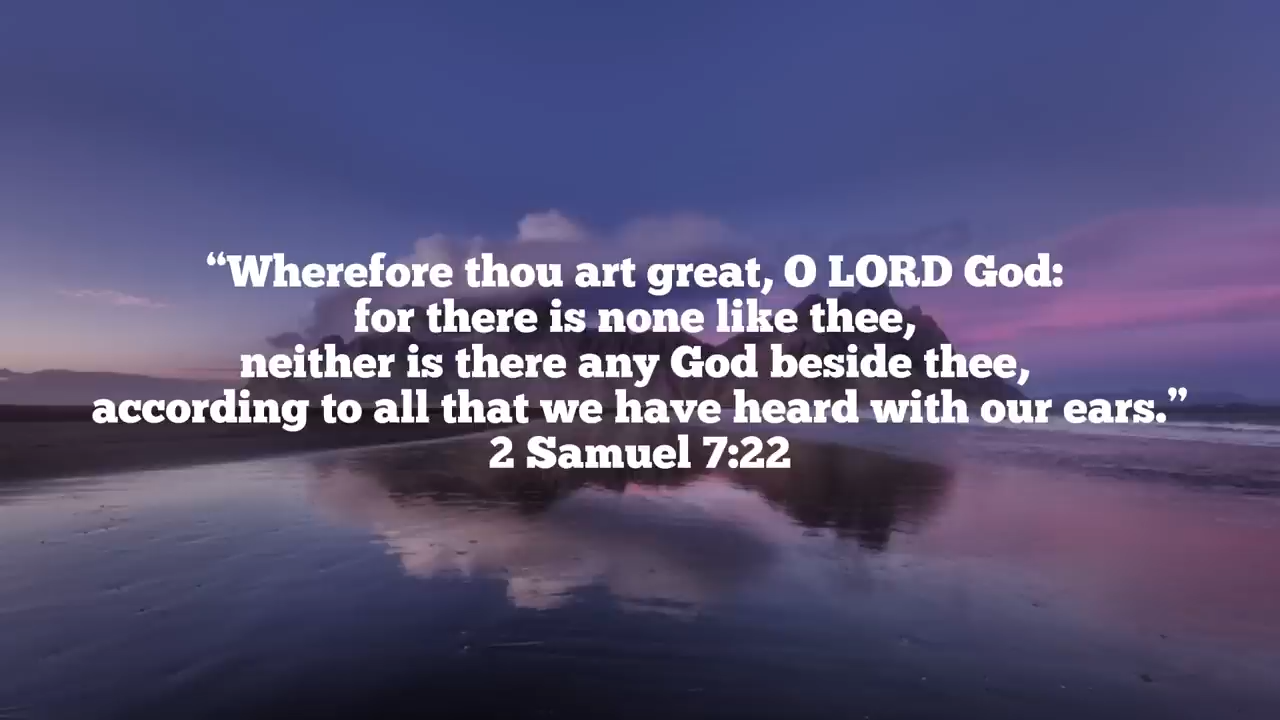 “Wherefore thou art great, O LORD God:
for there is none like thee,
neither is there any God beside thee,
according to all that we have heard with our ears.”
2 Samuel 7:22